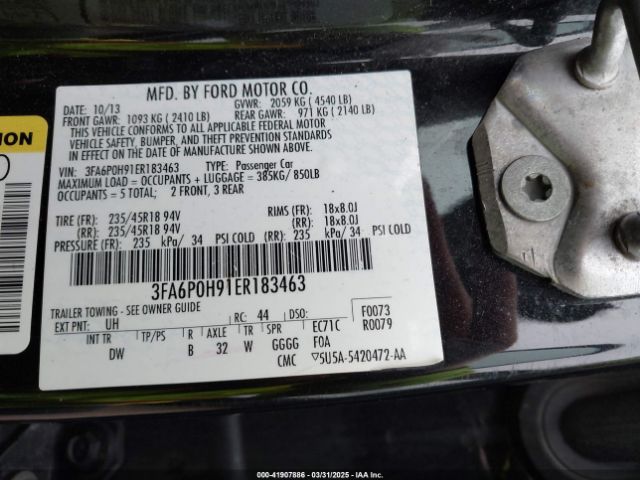 MFD. BY FORD MOTOR CO.
DATE: 10/13 GVWR: 2059 KG (4540 LB)
FRONT GAWR: 1093 KG (2410 LB) REAR GAWR: 971 KG (2140 LB)
THIS VEHICLE CONFORMS TO ALL APPLICABLE FEDERAL MOTOR
VEHICLE SAFETY, BUMPER, AND THEFT PREVENTION STANDARDS
IN EFFECT ON THE DATE OF MANUFACTURE SHOWN ABOVE.
VIN: 3FA6P0H91ER183463 TYPE: Passenger Car
MAXIMUM LOAD = OCCUPANTS + LUGGAGE = 385KG/850LB
OCCUPANTS = 5 TOTAL; 2 FRONT, 3 REAR
TIRE (FR): 235/45R18 94V RIMS (FR): 18x8.0J
(RR): 235/45R18 94V (RR): 18x8.0J
PRESSURE (FR): 235 kPa/ 34 PSI COLD (RR): 235 kPa/ 34 PSI COLD
3FA6P0H91ER183463
TRAILER TOWING - SEE OWNER GUIDE
EXT PNT: UH RC: 44 DSO: F0073
R0079
INT TR TP/PS R AXLE TR SPR EC71C
DW B 32 W GGGG FOA
CMC ▽SU5A-5420472-AA
000-41907886 - 03/31/2025 - IAA Inc.